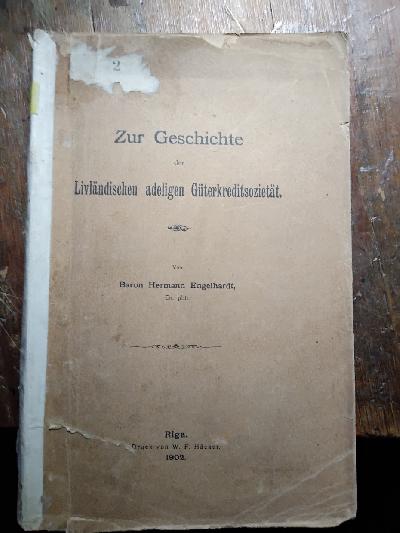 2
Zur Geschichte
der
Livländischen adeligen Güterkreditsozietät.
Von
Baron Hermann Engelhardt,
Dr. phil.
Riga.
Druck von W. F. Häcker.
1902.